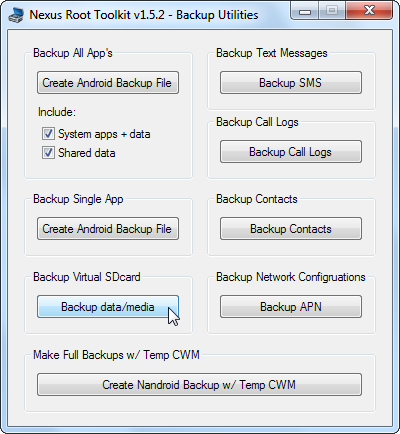 Nexus Root Toolkit v1.5.2 - Backup Utilities
Backup All App's
Create Android Backup File
Include:
System apps + data
Shared data
Backup Text Messages
Backup SMS
Backup Call Logs
Backup Call Logs
Backup Single App
Create Android Backup File
Backup Contacts
Backup Contacts
Backup Virtual SDcard
Backup data/media
Backup Network Configruations
Backup APN
Make Full Backups w/ Temp CWM
Create Nandroid Backup w/ Temp CWM